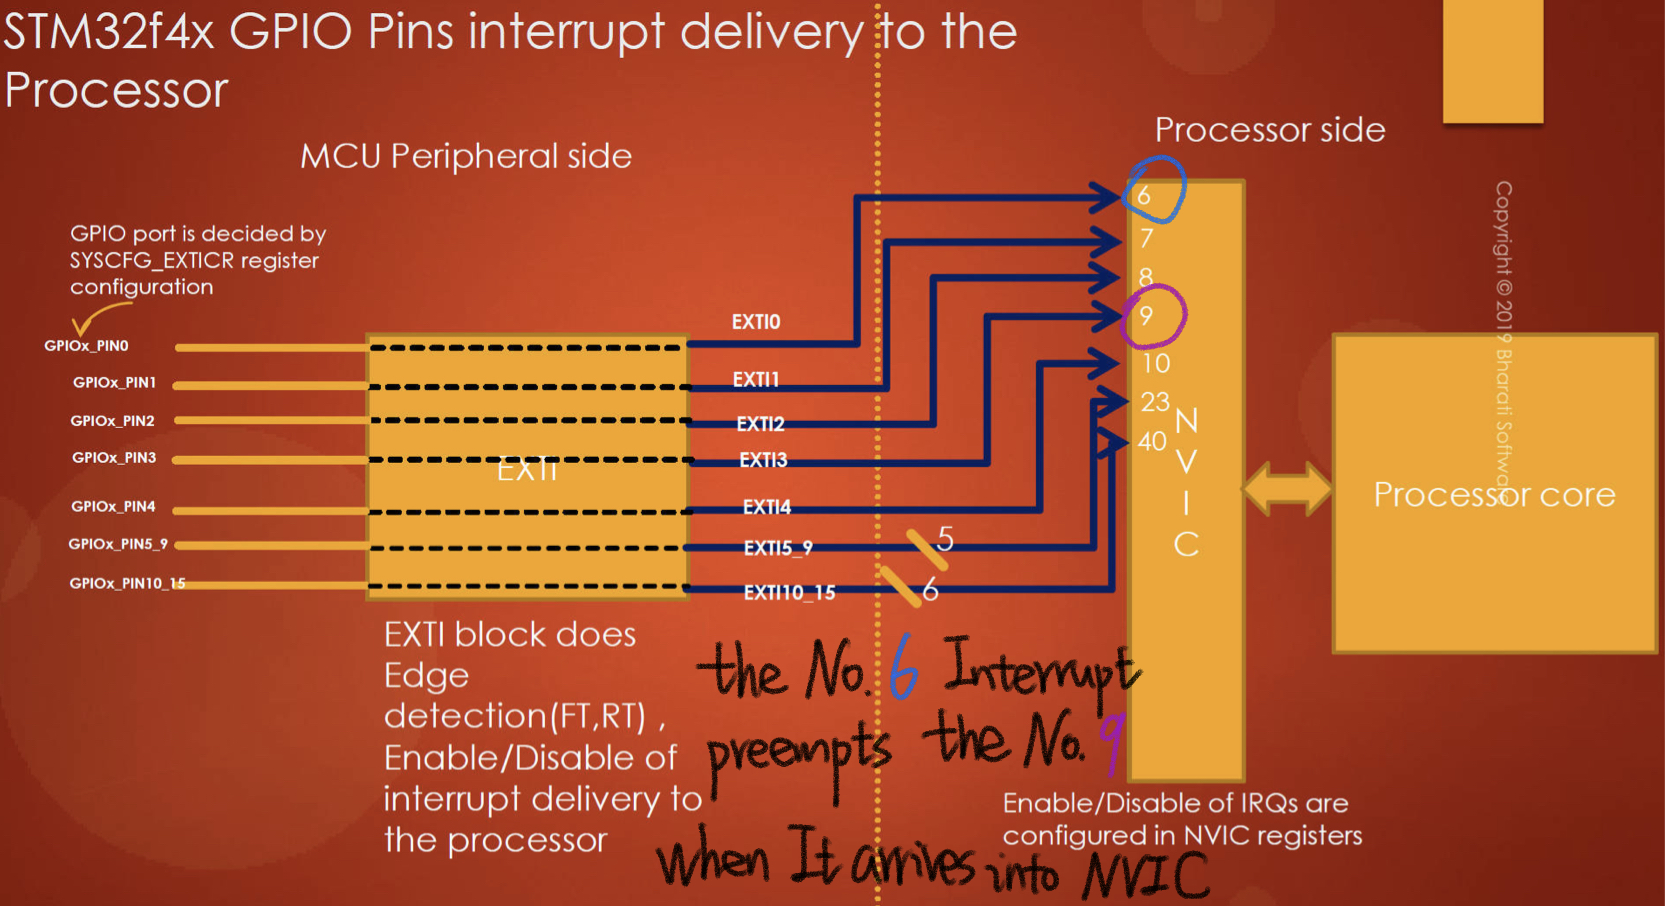 STM32f4x GPIO Pins interrupt delivery to the
Processor
MCU Peripheral side
Processor side
GPIO port is decided by
SYSCFG_EXTICR register
configuration
GPIOx_PIN0
GPIOx_PIN1
GPIOx_PIN2
GPIOx_PIN3
GPIOx_PIN4
GPIOx_PIN5_9
GPIOx_PIN10_15
EXTI
EXTI0
EXTI1
EXTI2
EXTI3
EXTI4
EXTI5_9
EXTI10_15
5
6
6
7
8
9
10
23
40
NVIC
Processor core
Copyright © 2019 Bharati Software
EXTI block does
Edge
detection(FT,RT) ,
Enable/Disable of
interrupt delivery to
the processor
the No. 6 Interrupt
preempts the No. 9
when It arrives into NVIC
Enable/Disable of IRQs are
configured in NVIC registers